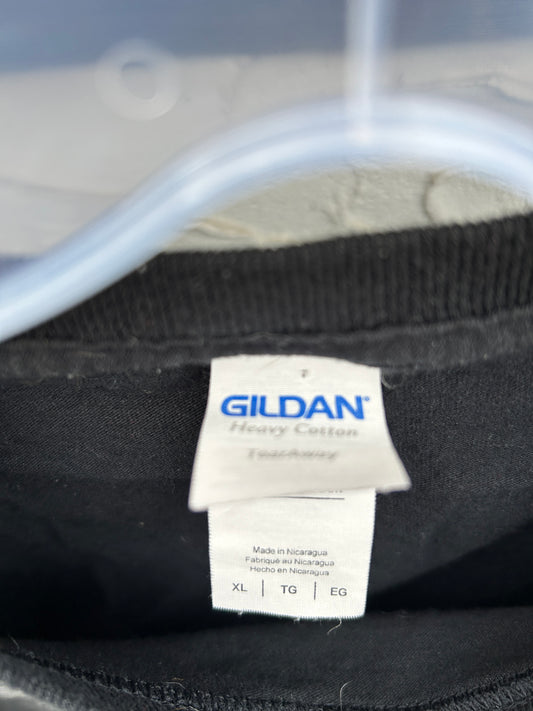 GILDAN®
Heavy Cotton
TearAway
Made in Nicaragua
Fabriqué au Nicaragua
Hecho en Nicaragua
XL | TG | EG